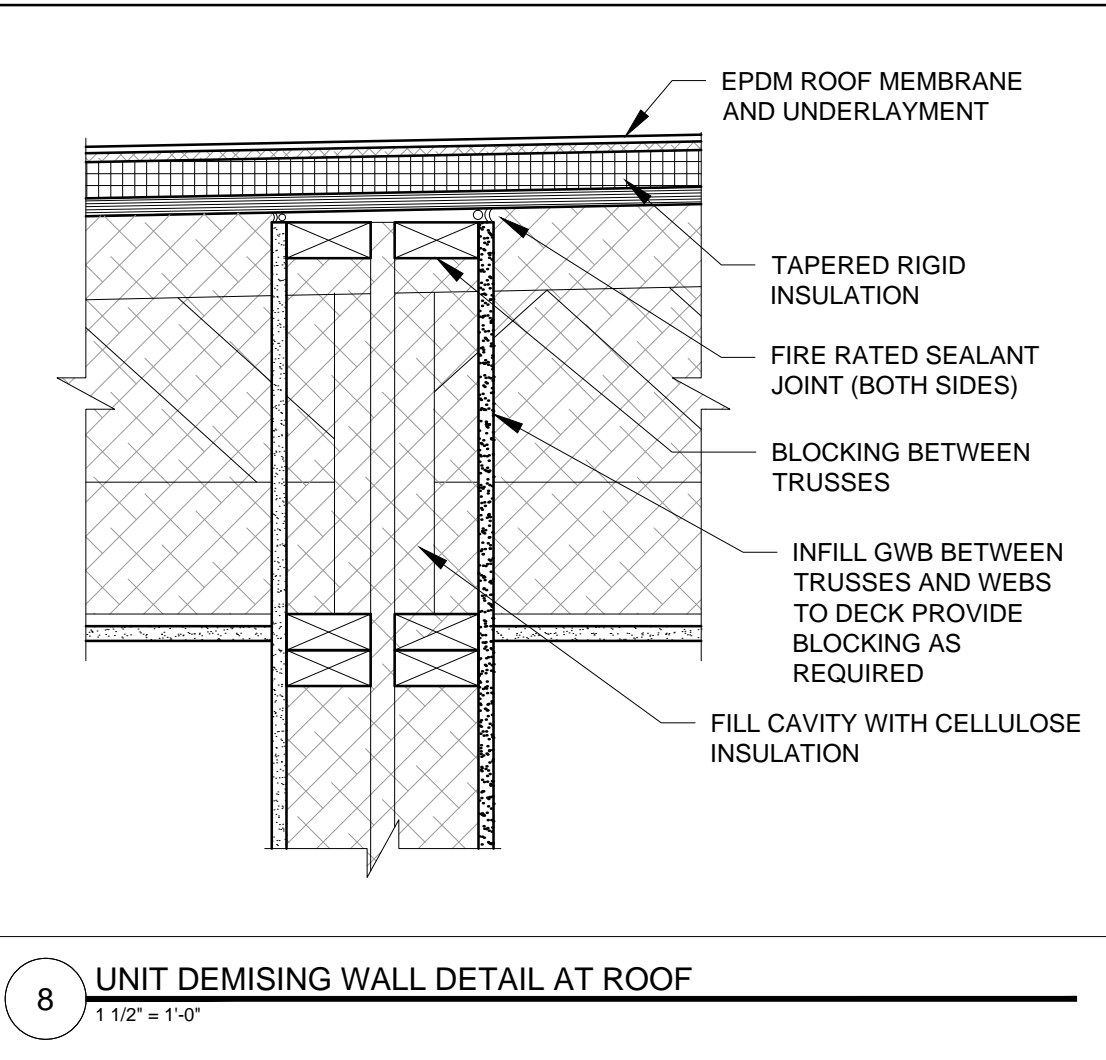 EPDM ROOF MEMBRANE
AND UNDERLAYMENT
TAPERED RIGID
INSULATION
FIRE RATED SEALANT
JOINT (BOTH SIDES)
BLOCKING BETWEEN
TRUSSES
INFILL GWB BETWEEN
TRUSSES AND WEBS
TO DECK PROVIDE
BLOCKING AS
REQUIRED
FILL CAVITY WITH CELLULOSE
INSULATION
8
UNIT DEMISING WALL DETAIL AT ROOF
1 1/2" = 1'-0"